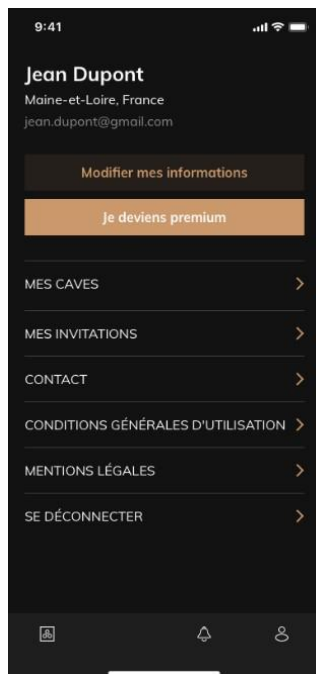 9:41
Jean Dupont
Maine-et-Loire, France
jean.dupont@gmail.com
Modifier mes informations
Je deviens premium
MES CAVES
MES INVITATIONS
CONTACT
CONDITIONS GÉNÉRALES D'UTILISATION
MENTIONS LÉGALES
SE DÉCONNECTER